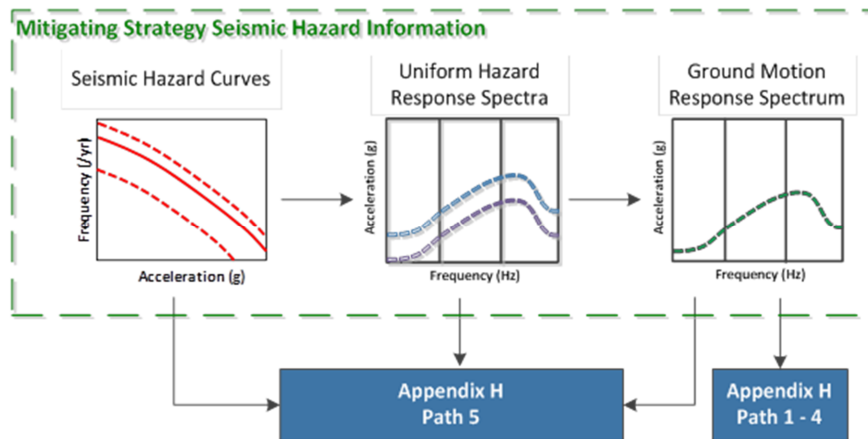 Mitigating Strategy Seismic Hazard Information
Seismic Hazard Curves
Frequency (/yr)
Acceleration (g)
Uniform Hazard
Response Spectra
Acceleration (g)
Frequency (Hz)
Ground Motion
Response Spectrum
Acceleration (g)
Frequency (Hz)
Appendix H
Path 5
Appendix H
Path 1 - 4